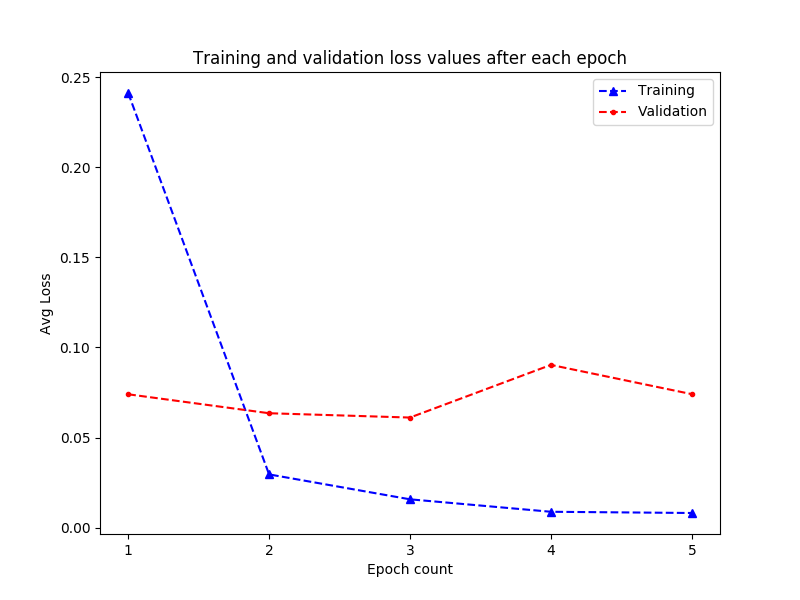 Training and validation loss values after each epoch
Training
Validation
0.25
0.20
0.15
0.10
0.05
0.00
Avg Loss
1 2 3 4 5
Epoch count